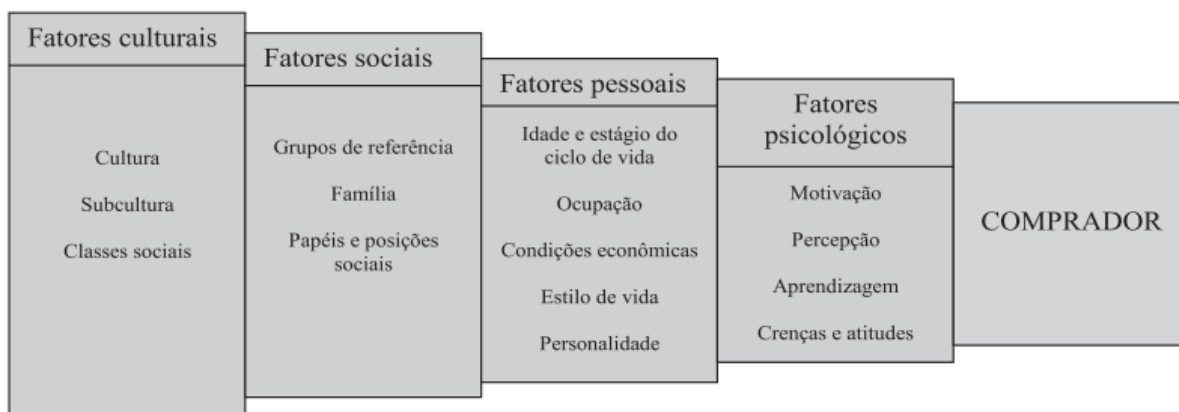 Fatores culturais
Cultura
Subcultura
Classes sociais
Fatores sociais
Grupos de referência
Família
Papéis e posições
sociais
Fatores pessoais
Idade e estágio do
ciclo de vida
Ocupação
Condições econômicas
Estilo de vida
Personalidade
Fatores
psicológicos
Motivação
Percepção
Aprendizagem
Crenças e atitudes
COMPRADOR